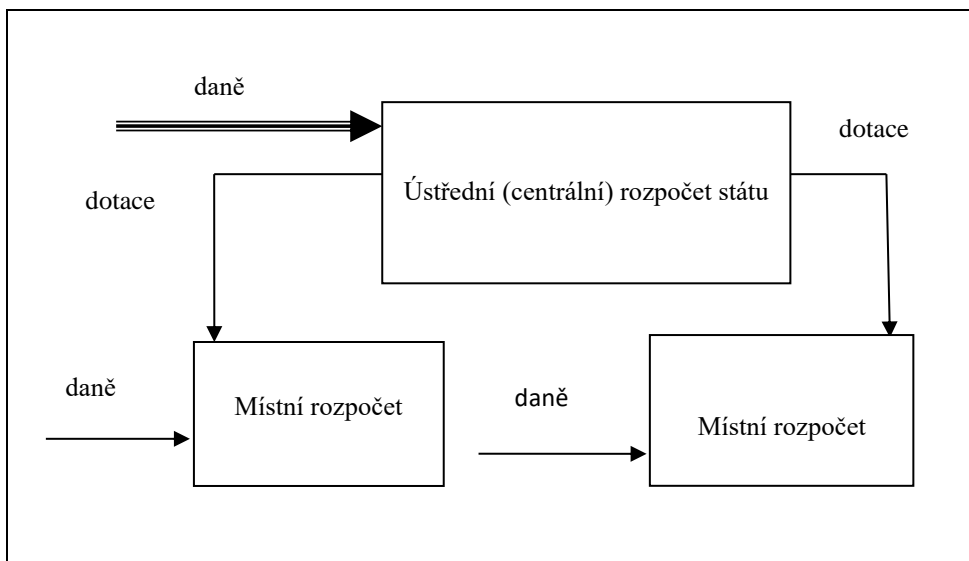 daně
dotace
Ústřední (centrální) rozpočet státu
dotace
daně
Místní rozpočet
daně
Místní rozpočet